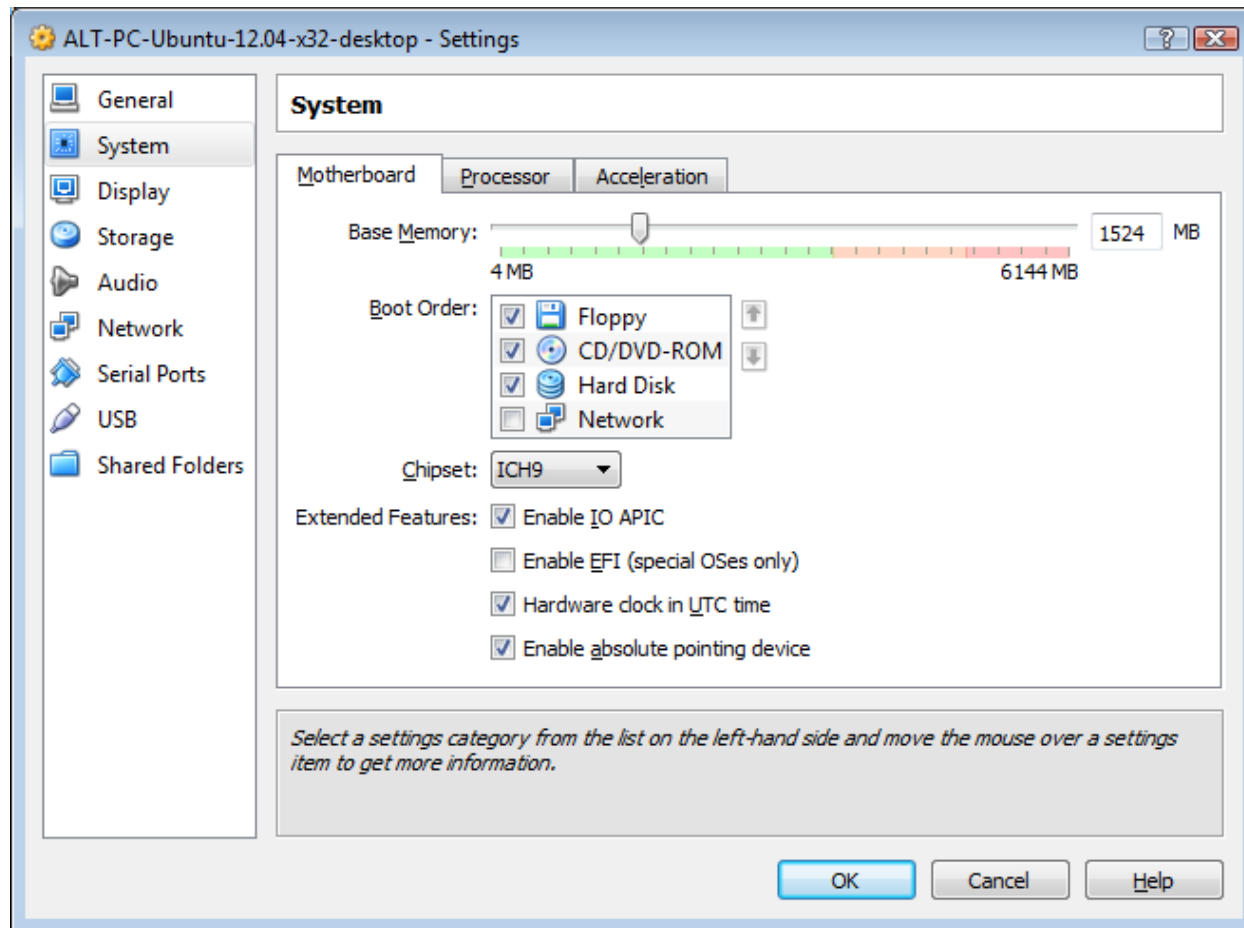 ALT-PC-Ubuntu-12.04-x32-desktop - Settings
General
System
Display
Storage
Audio
Network
Serial Ports
USB
Shared Folders
System
Motherboard Processor Acceleration
Base Memory: 1524 MB
4 MB 6144 MB
Boot Order:
Floppy
CD/DVD-ROM
Hard Disk
Network
Chipset: ICH9
Extended Features: Enable IO APIC
Enable EFI (special OSes only)
Hardware clock in UTC time
Enable absolute pointing device
Select a settings category from the list on the left-hand side and move the mouse over a settings
item to get more information.
OK Cancel Help